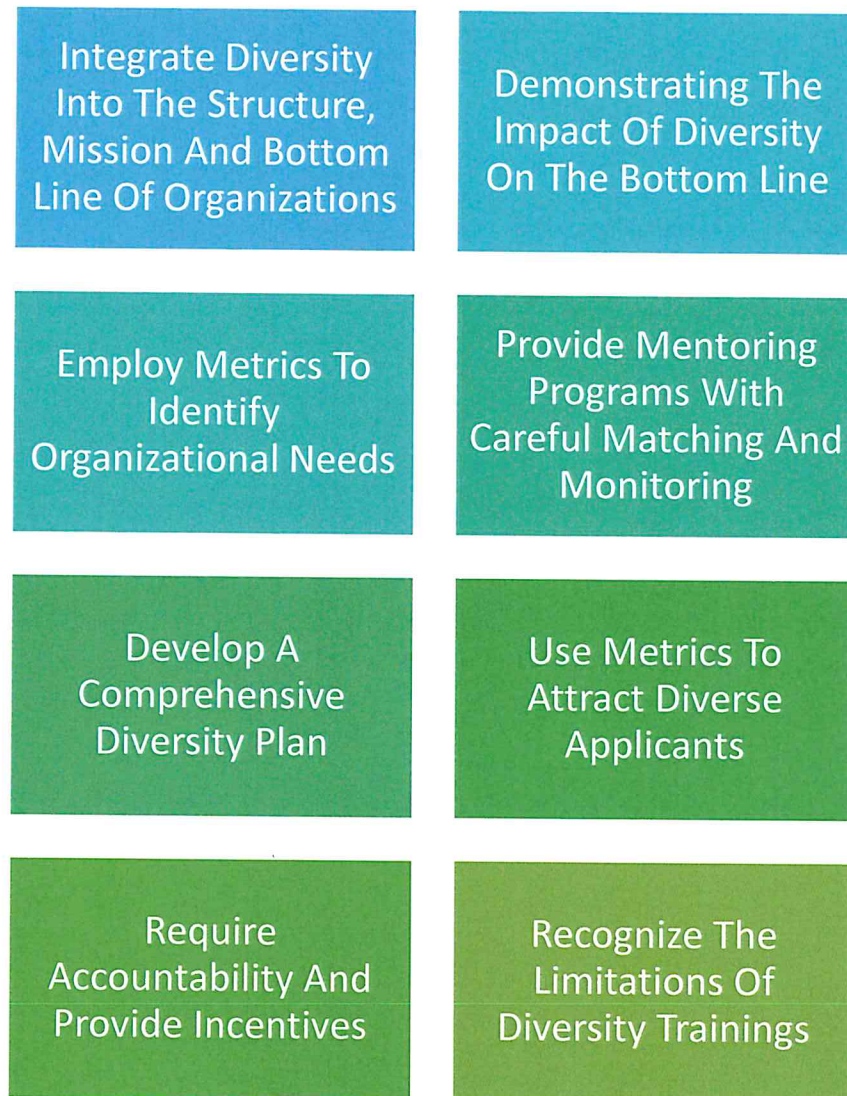 Integrate Diversity
Into The Structure,
Mission And Bottom
Line Of Organizations
Demonstrating The
Impact Of Diversity
On The Bottom Line
Employ Metrics To
Identify
Organizational Needs
Provide Mentoring
Programs With
Careful Matching And
Monitoring
Develop A
Comprehensive
Diversity Plan
Use Metrics To
Attract Diverse
Applicants
Require
Accountability And
Provide Incentives
Recognize The
Limitations Of
Diversity Trainings